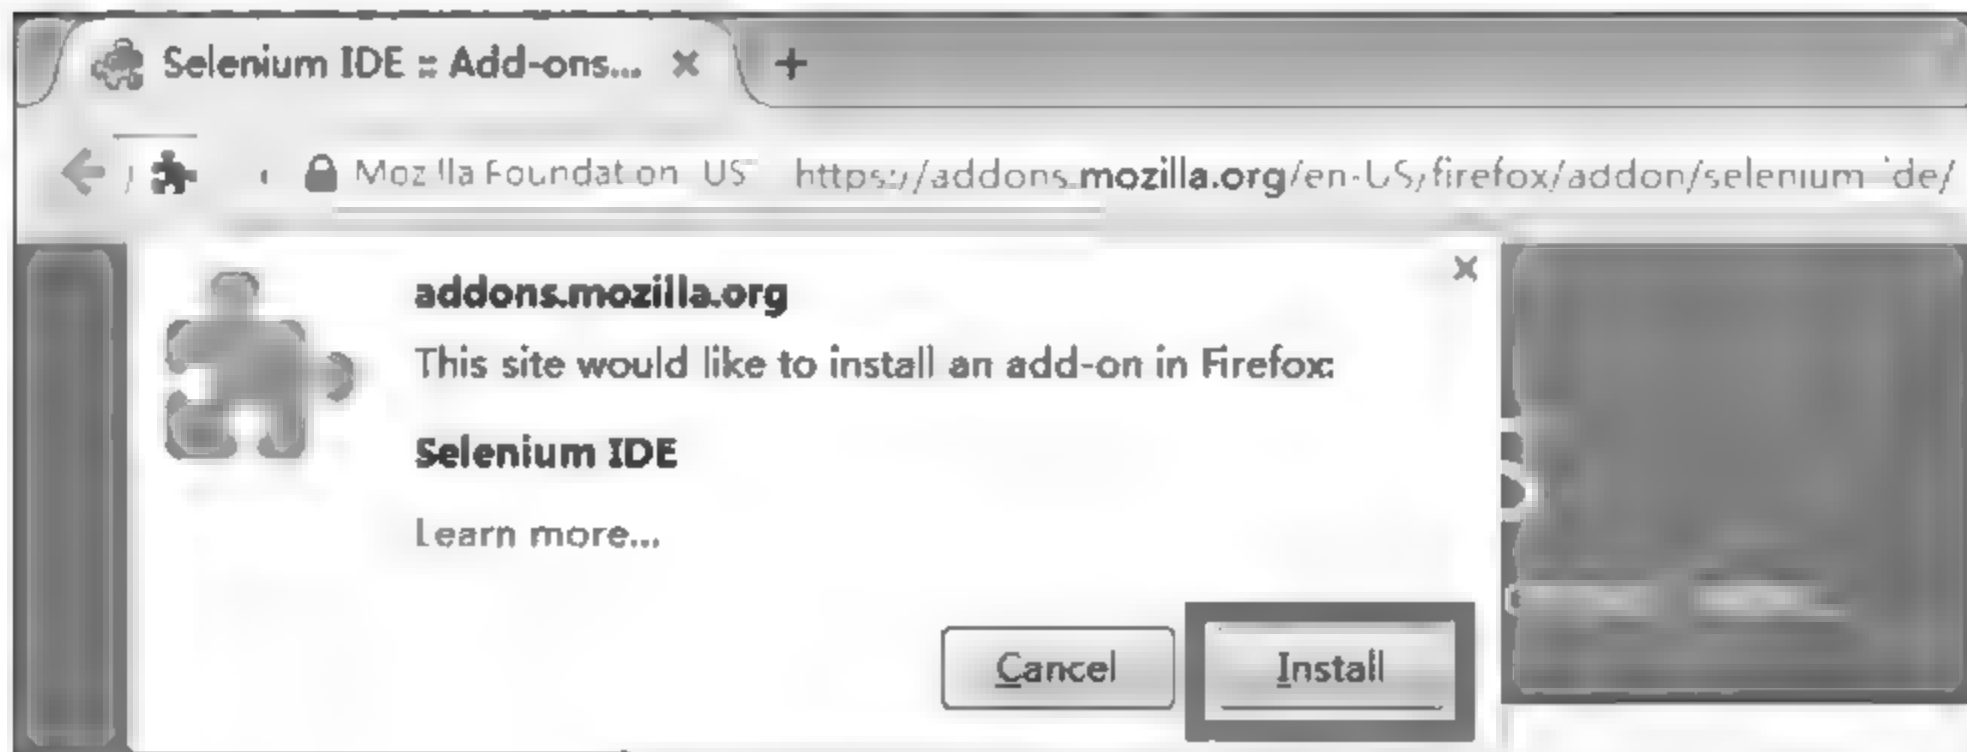 Selenium IDE :: Add-ons...
Mozilla Foundation US https://addons.mozilla.org/en-US/firefox/addon/selenium ide/
addons.mozilla.org
This site would like to install an add-on in Firefox:
Selenium IDE
Learn more...
Cancel Install